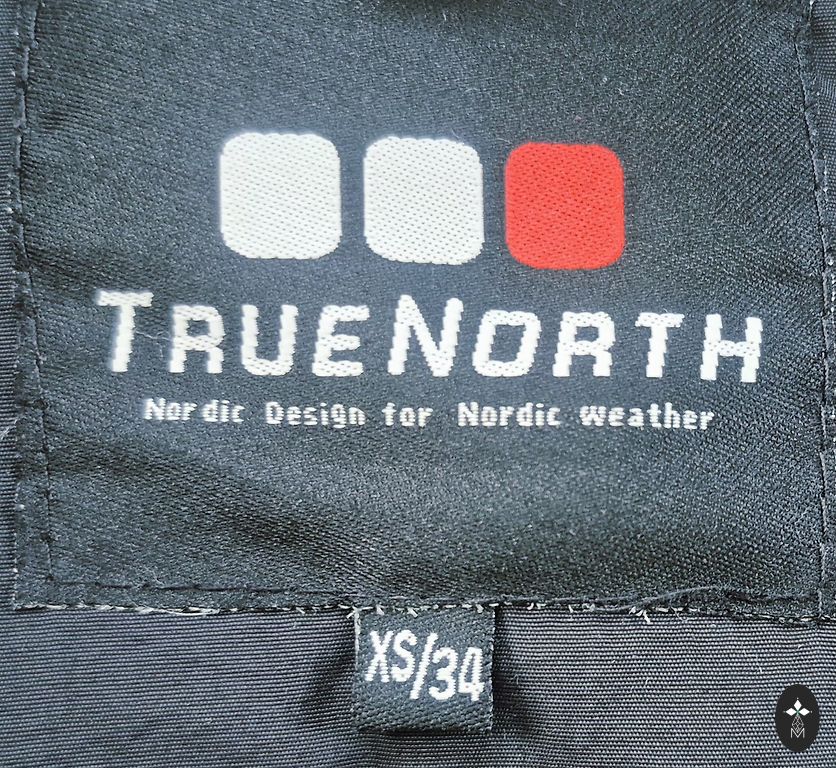 TRUENORTH
Nordic Design for Nordic weather
XS/34
M